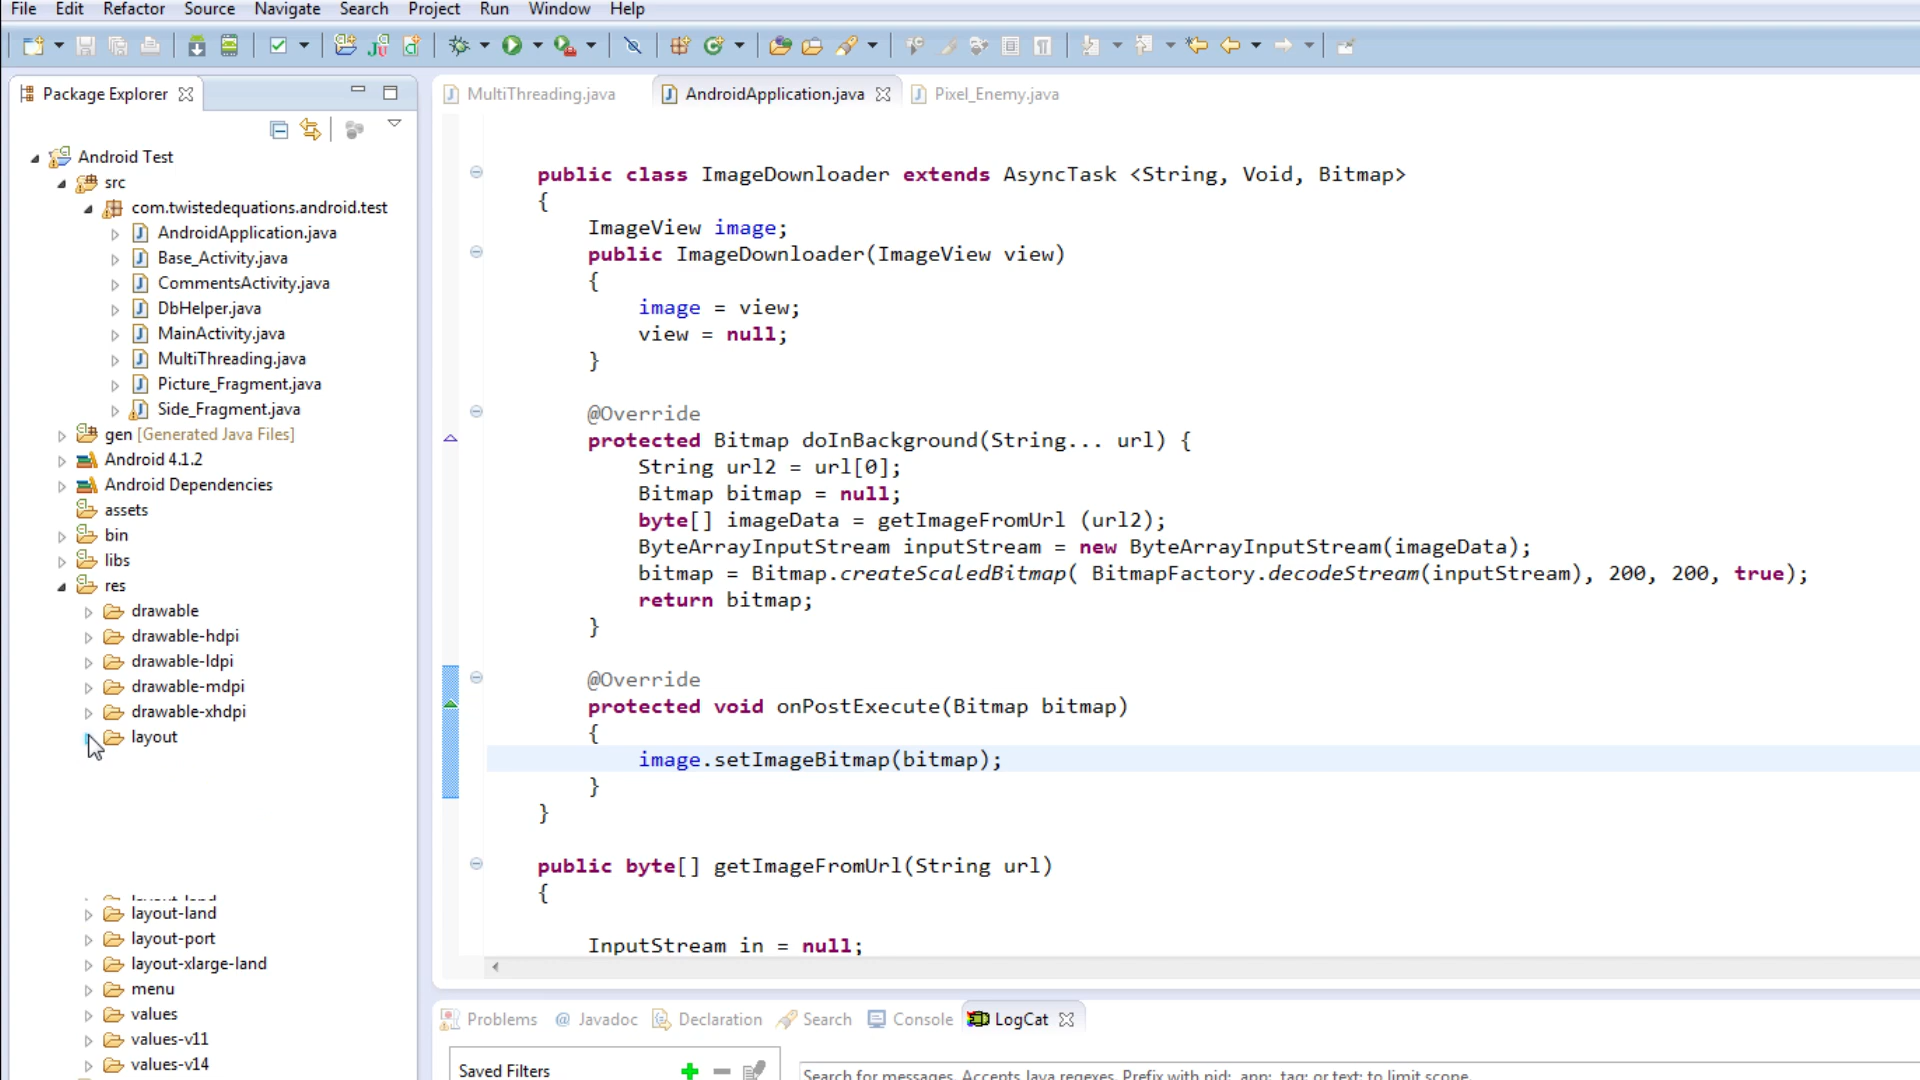 File Edit Refactor Source Navigate Search Project Run Window Help
Package Explorer
MultiThreading.java AndroidApplication.java Pixel_Enemy.java
Android Test
src
com.twistedequations.android.test
AndroidApplication.java
Base_Activity.java
CommentsActivity.java
DbHelper.java
MainActivity.java
MultiThreading.java
Picture_Fragment.java
Side_Fragment.java
gen [Generated Java Files]
Android 4.1.2
Android Dependencies
assets
bin
libs
res
drawable
drawable-hdpi
drawable-ldpi
drawable-mdpi
drawable-xhdpi
layout
layout-land
layout-land
layout-port
layout-xlarge-land
menu
values
values-v11
values-v14
public class ImageDownloader extends AsyncTask <String, Void, Bitmap>
{
ImageView image;
public ImageDownloader(ImageView view)
{
image = view;
view = null;
}
@Override
protected Bitmap doInBackground(String... url) {
String url2 = url[0];
Bitmap bitmap = null;
byte[] imageData = getImageFromUrl (url2);
ByteArrayInputStream inputStream = new ByteArrayInputStream(imageData);
bitmap = Bitmap.createScaledBitmap( BitmapFactory.decodeStream(inputStream), 200, 200, true);
return bitmap;
}
@Override
protected void onPostExecute(Bitmap bitmap)
{
image.setImageBitmap(bitmap);
}
}
public byte[] getImageFromUrl(String url)
{
InputStream in = null;
Problems @ Javadoc Declaration Search Console LogCat
Saved Filters
Search for messages. Accepts Java regexes. Prefix with pid:, app:, tag: or text: to limit scope.